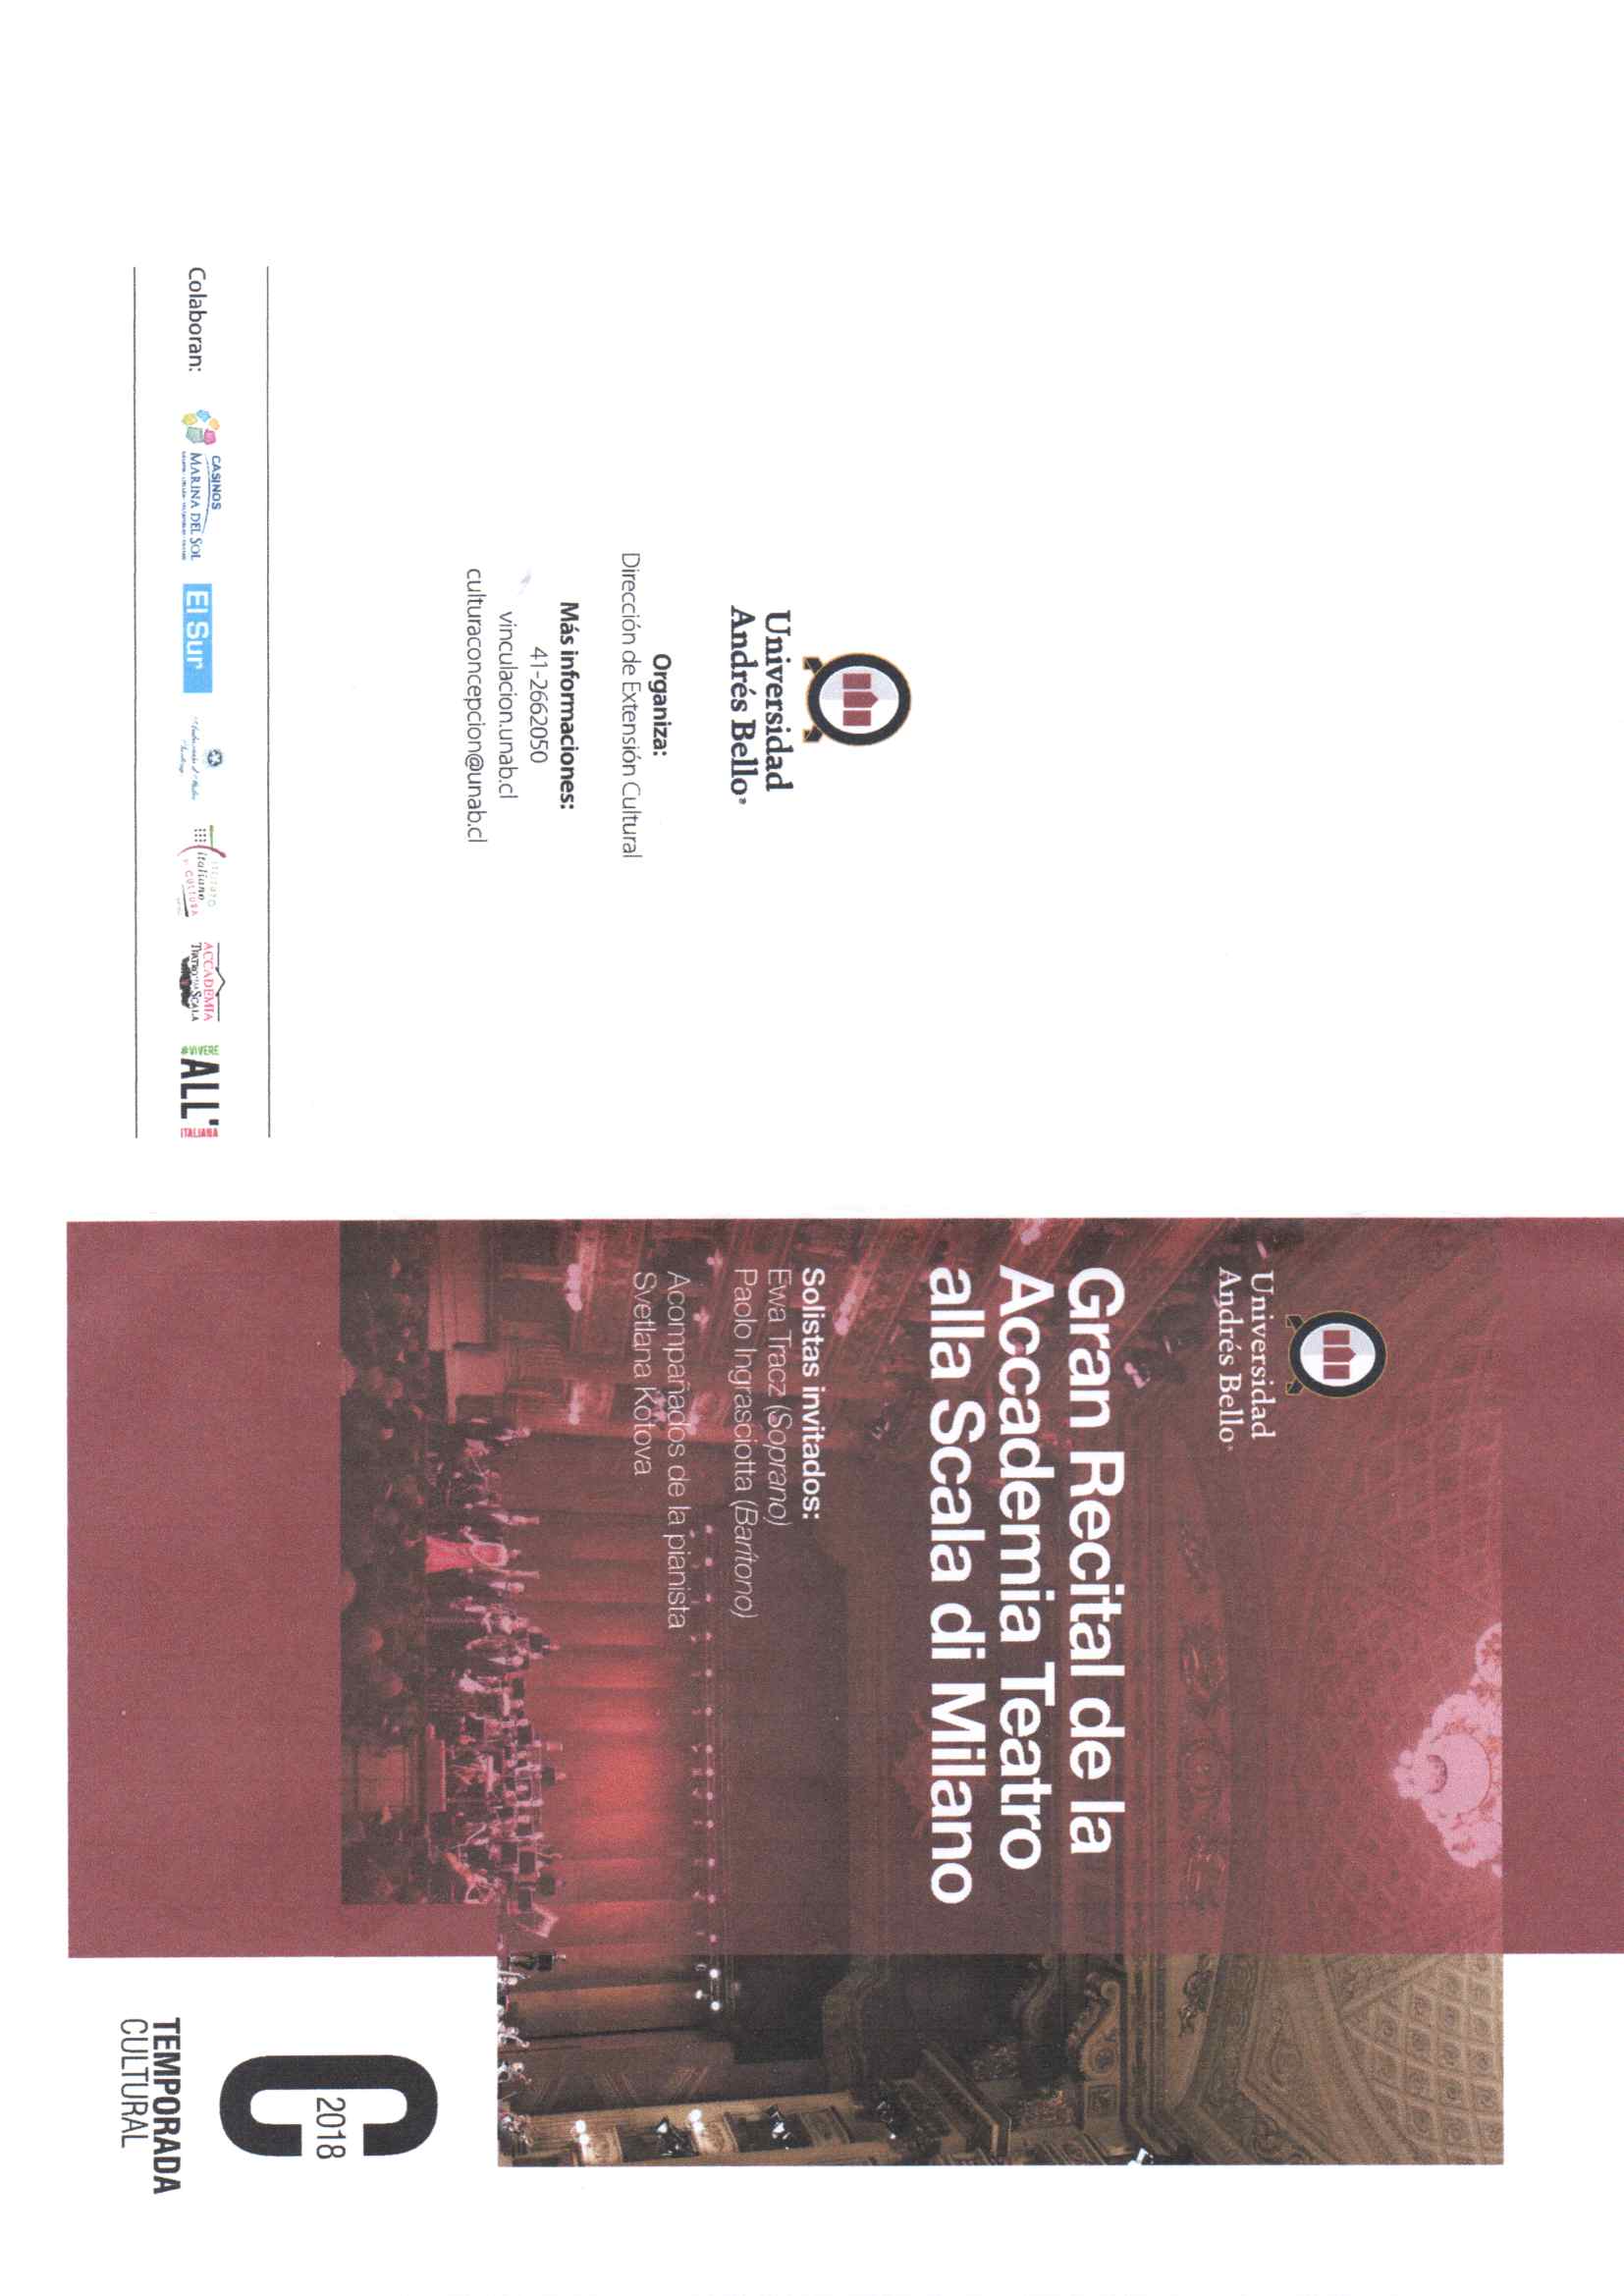 Universidad
Andrés Bello
Organiza:
Dirección de Extensión Cultural
Más informaciones:
41-2662050
vinculacion.unab.cl
culturaconcepcion@unab.cl
Colaboran:
CASINOS
MARINA DEL SOL
El Sur
Istituto
italiano
di CULTURA
ACCADEMIA
TEATRO ALLA SCALA
#VIVERE
ALL'
ITALIANA
Universidad
Andrés Bello
Gran Recital de la
Accademia Teatro
alla Scala di Milano
Solistas invitados:
Ewa Tracz (Soprano)
Paolo Ingrasciotta (Barítono)
Acompañados de la pianista
Svetlana Kotova
C
2018
TEMPORADA
CULTURAL